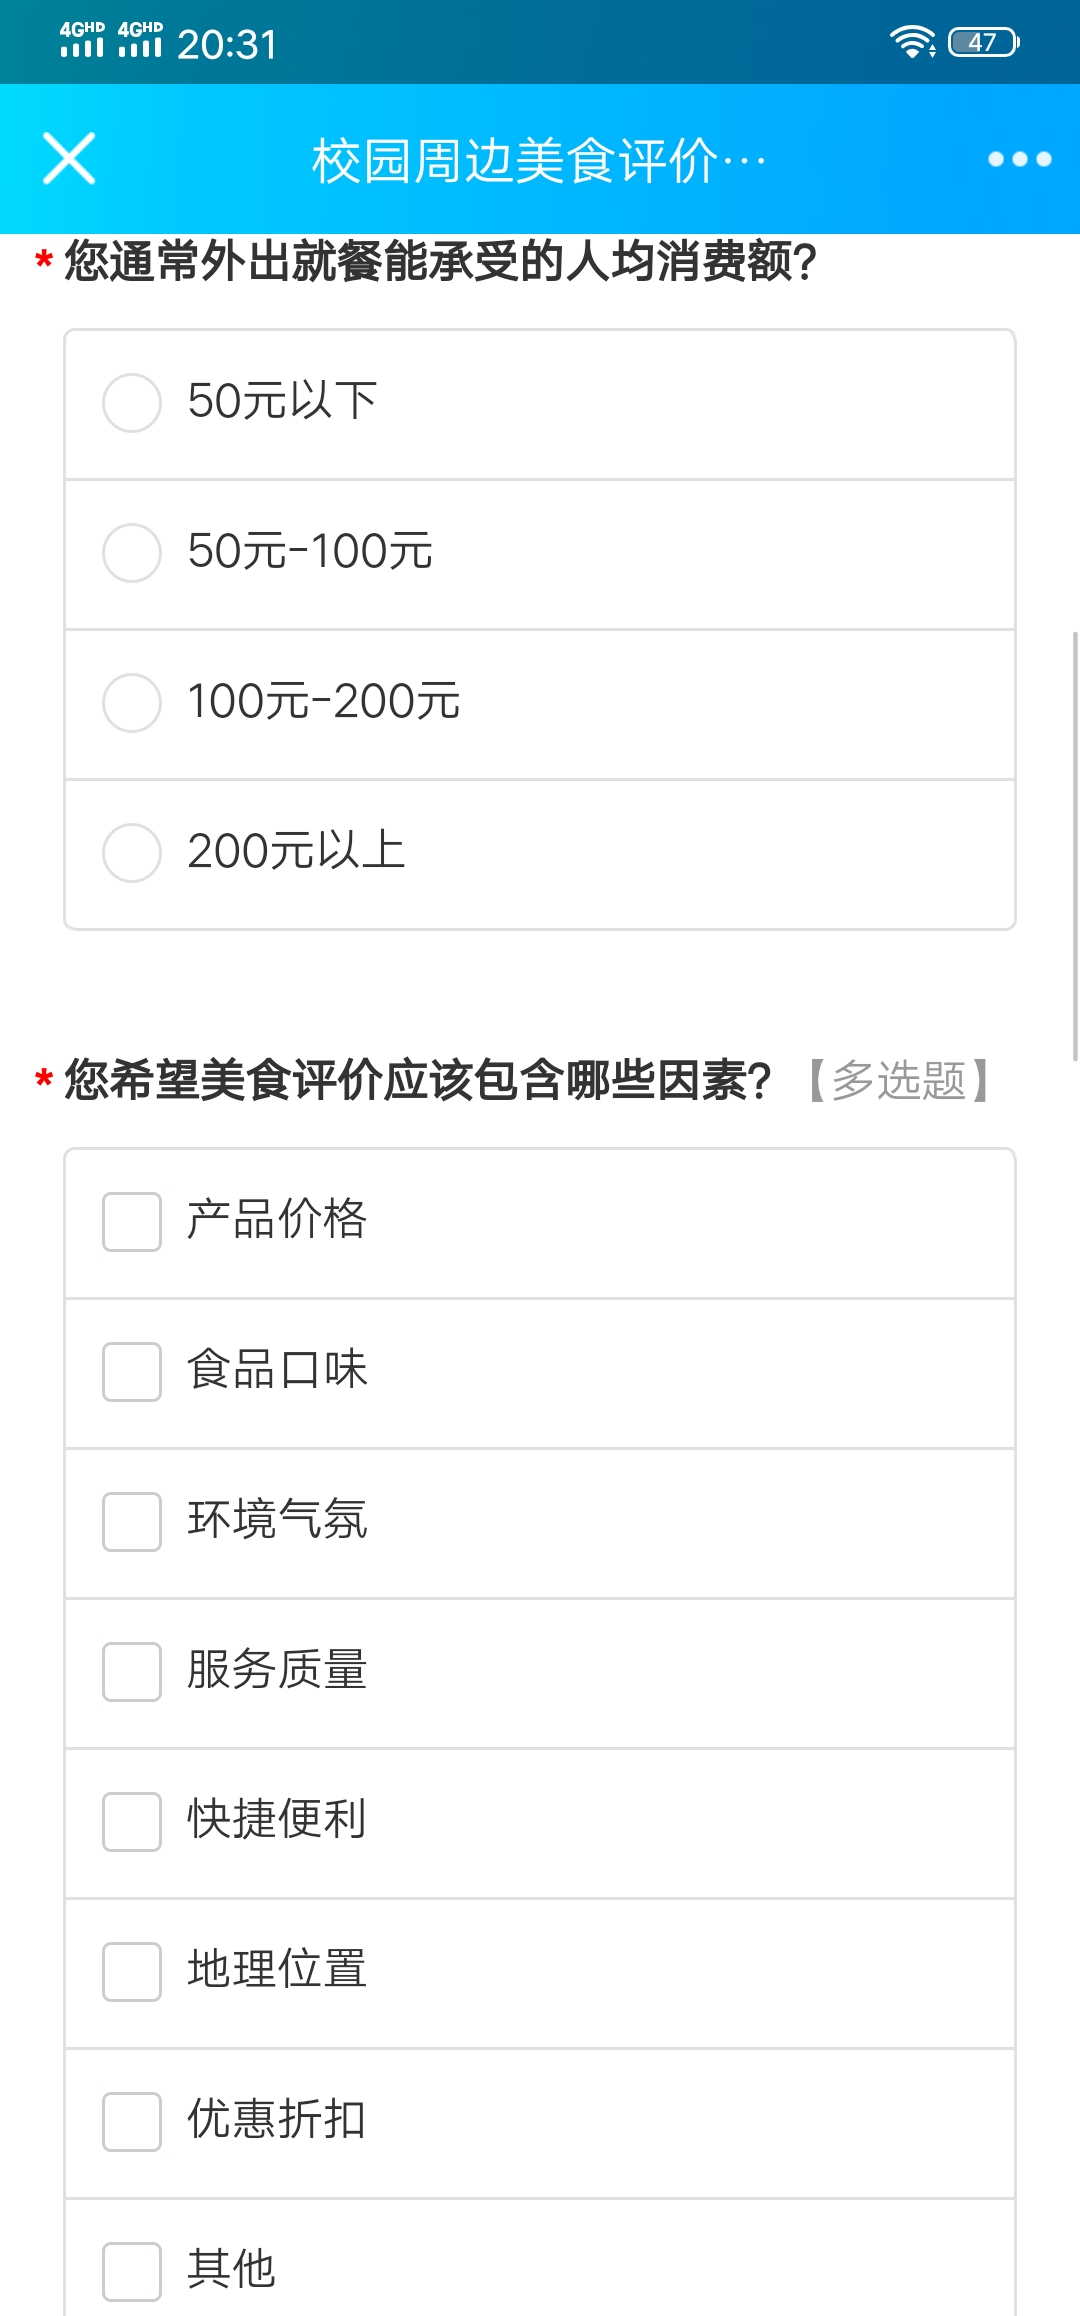 4GHD 4GHD 20:31 47
校园周边美食评价···
* 您通常外出就餐能承受的人均消费额?
50元以下
50元-100元
100元-200元
200元以上
* 您希望美食评价应该包含哪些因素? 【多选题】
产品价格
食品口味
环境气氛
服务质量
快捷便利
地理位置
优惠折扣
其他